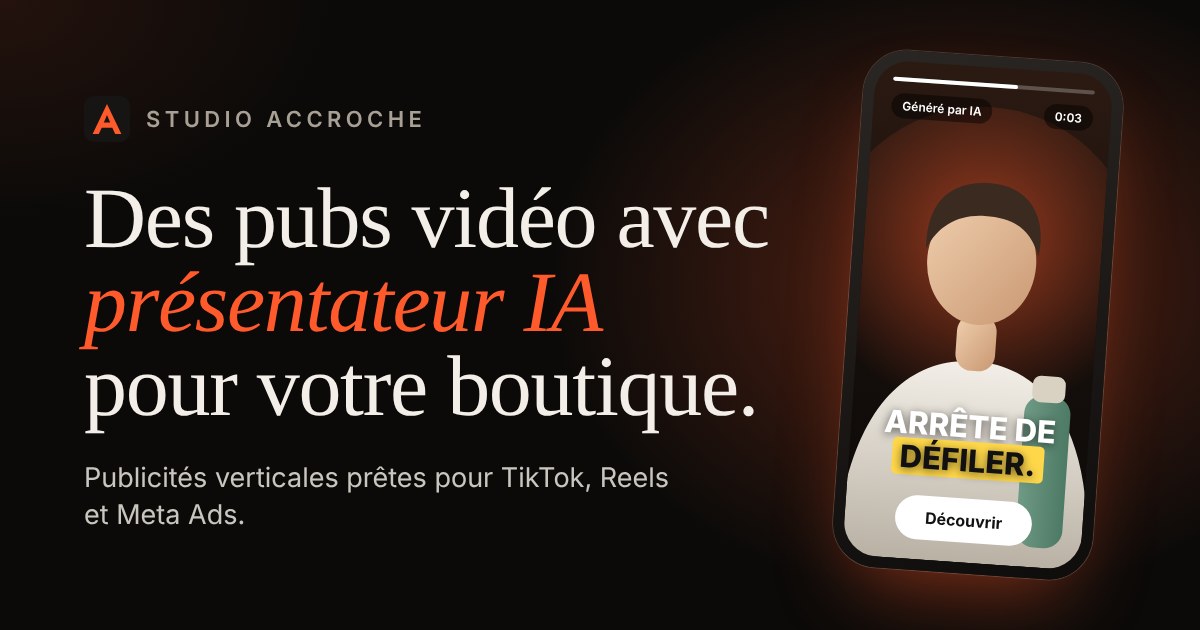 STUDIO ACCROCHE
Des pubs vidéo avec
présentateur IA
pour votre boutique.
Publicités verticales prêtes pour TikTok, Reels
et Meta Ads.
Généré par IA
0:03
ARRÊTE DE
DÉFILER.
Découvrir